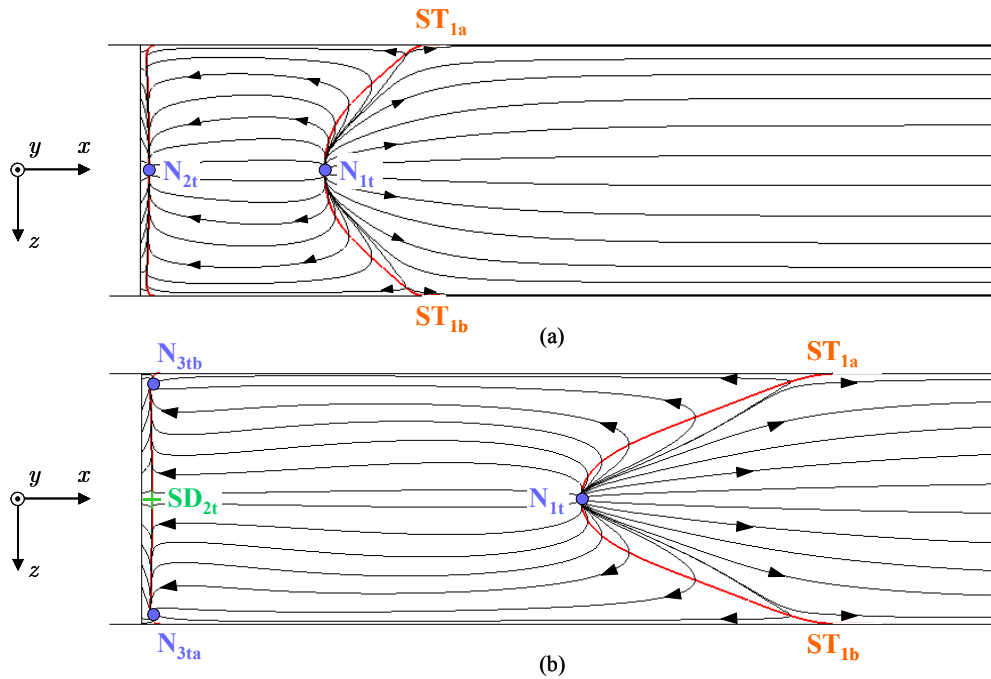 ST1a
y x
N2t N1t
z
ST1b
(a)
N3tb
ST1a
y x
SD2t N1t
z
N3ta
ST1b
(b)